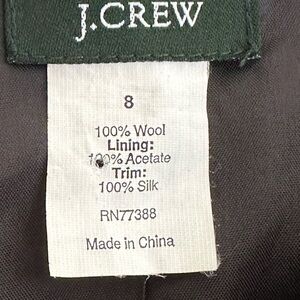 J.CREW
8
100% Wool
Lining:
100% Acetate
Trim:
100% Silk
RN77388
Made in China